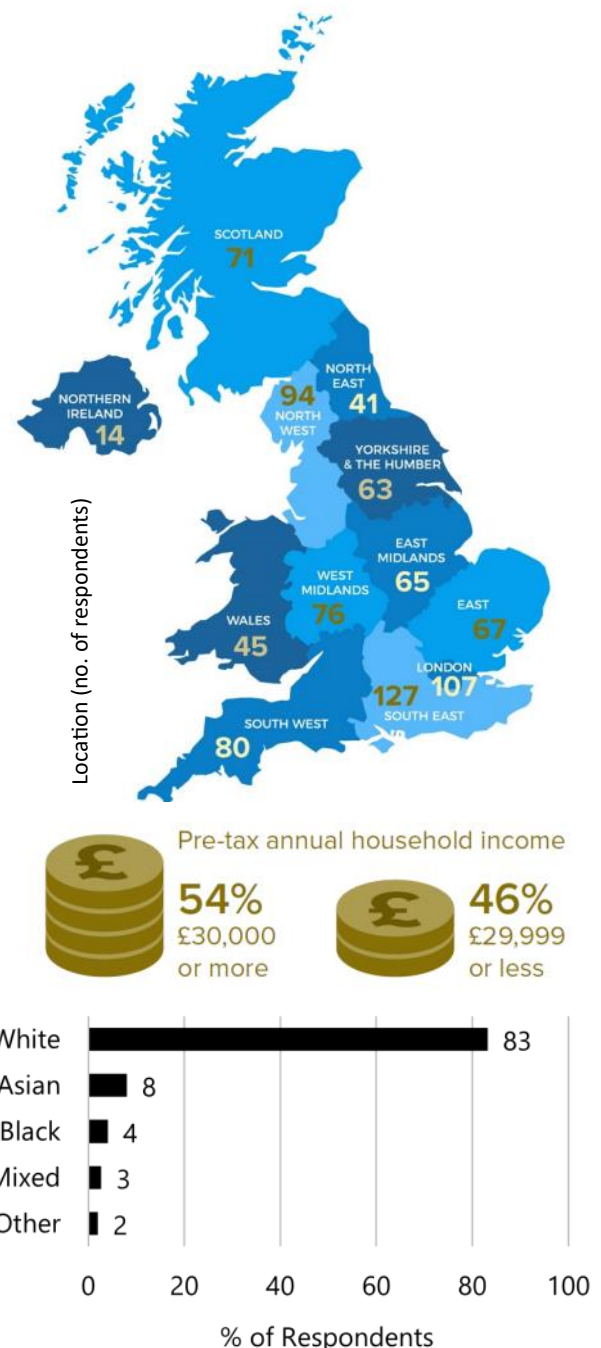 SCOTLAND
71
NORTH
EAST
41
94
NORTH
WEST
NORTHERN
IRELAND
14
YORKSHIRE
& THE HUMBER
63
EAST
MIDLANDS
65
WEST
MIDLANDS
76
EAST
67
WALES
45
LONDON
107
127
SOUTH EAST
SOUTH WEST
80
Location (no. of respondents)
Pre-tax annual household income
£
54%
£30,000
or more
£
46%
£29,999
or less
White 83
Asian 8
Black 4
Mixed 3
Other 2
0 20 40 60 80 100
% of Respondents